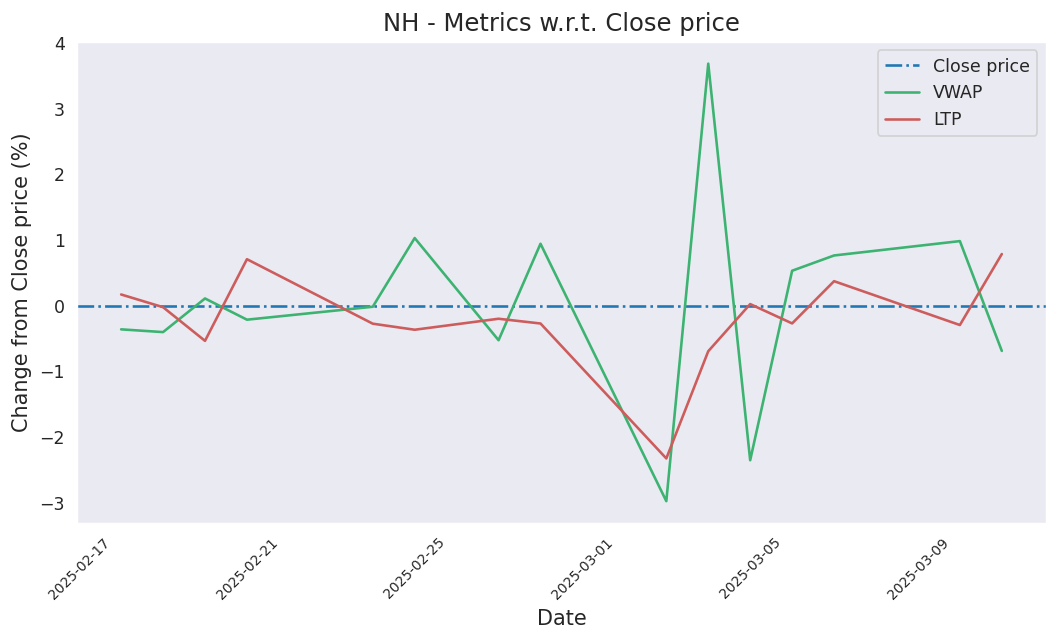 NH - Metrics w.r.t. Close price
Change from Close price (%)
4
3
2
1
0
−1
−2
−3
Close price
VWAP
LTP
2025-02-17
2025-02-21
2025-02-25
2025-03-01
2025-03-05
2025-03-09
Date